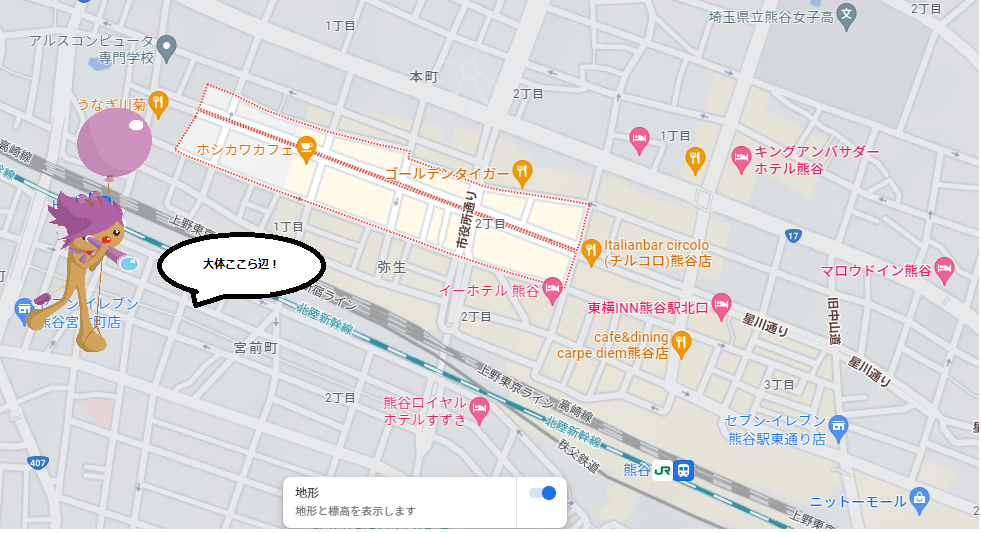 1丁目
埼玉県立熊谷女子高
2丁目
アルスコンピュータ
専門学校
本町
2丁目
うなぎ川菊
1丁目
ホシカワカフェ
ゴールデンタイガー
キングアンバサダー
ホテル熊谷
高崎線
幹線
上野東京
1丁目
市役所通り
2丁目
17
Italianbar circolo
(チルコロ)熊谷店
大体ここら辺！
弥生
マロウドイン熊谷
イーホテル 熊谷
宿ライン
北陸新幹線
東横INN熊谷駅北口
旧中山道
星川通り
セブン-イレブン
熊谷宮本町店
2丁目
宮前町
cafe&dining
carpe diem熊谷店
星川通り
上野東京ライン 高崎線
3丁目
2丁目
熊谷ロイヤル
ホテルすずき
北陸新幹線
セブン-イレブン
熊谷駅東通り店
秩父鉄道
407
熊谷
JR
地形
地形と標高を表示します
ニットーモール
上野東京